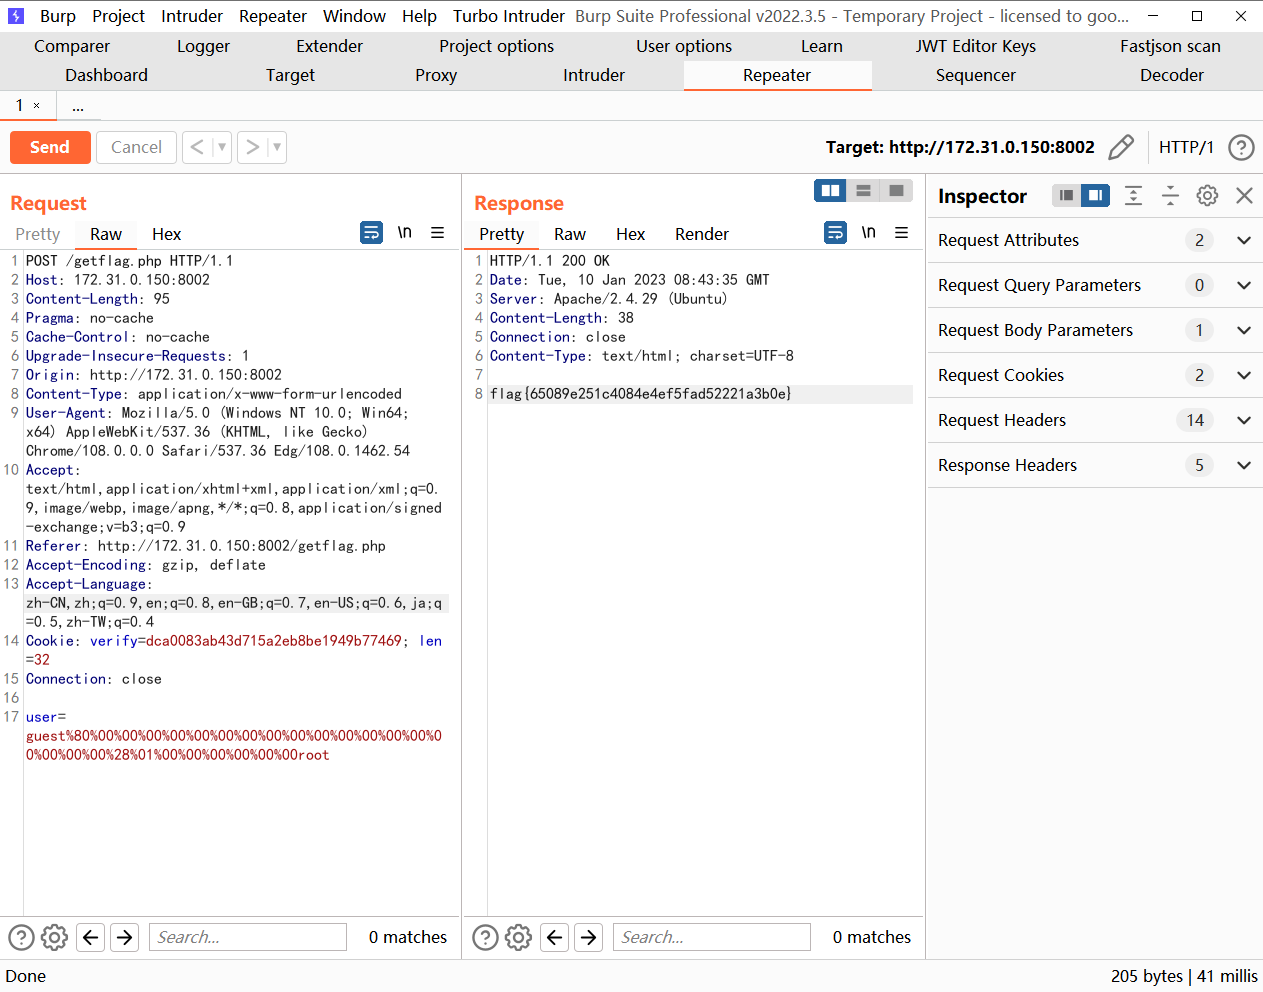 Burp Project Intruder Repeater Window Help Turbo Intruder Burp Suite Professional v2022.3.5 - Temporary Project - licensed to goo...
Comparer Logger Extender Project options User options Learn JWT Editor Keys Fastjson scan
Dashboard Target Proxy Intruder Repeater Sequencer Decoder
1 × ...
Send Cancel < > Target: http://172.31.0.150:8002 HTTP/1 ?
Request
Pretty Raw Hex \n
1 POST /getflag.php HTTP/1.1
2 Host: 172.31.0.150:8002
3 Content-Length: 95
4 Pragma: no-cache
5 Cache-Control: no-cache
6 Upgrade-Insecure-Requests: 1
7 Origin: http://172.31.0.150:8002
8 Content-Type: application/x-www-form-urlencoded
9 User-Agent: Mozilla/5.0 (Windows NT 10.0; Win64;
x64) AppleWebKit/537.36 (KHTML, like Gecko)
Chrome/108.0.0.0 Safari/537.36 Edg/108.0.1462.54
10 Accept:
text/html,application/xhtml+xml,application/xml;q=0.
9,image/webp,image/apng,*/*;q=0.8,application/signed
-exchange;v=b3;q=0.9
11 Referer: http://172.31.0.150:8002/getflag.php
12 Accept-Encoding: gzip, deflate
13 Accept-Language:
zh-CN,zh;q=0.9,en;q=0.8,en-GB;q=0.7,en-US;q=0.6,ja;q
=0.5,zh-TW;q=0.4
14 Cookie: verify=dca0083ab43d715a2eb8be1949b77469; len
=32
15 Connection: close
16
17 user=
guest%80%00%00%00%00%00%00%00%00%00%00%00%00%00%00%0
0%00%00%00%28%01%00%00%00%00%00%00root
Response
Pretty Raw Hex Render \n
1 HTTP/1.1 200 OK
2 Date: Tue, 10 Jan 2023 08:43:35 GMT
3 Server: Apache/2.4.29 (Ubuntu)
4 Content-Length: 38
5 Connection: close
6 Content-Type: text/html; charset=UTF-8
7
8 flag{65089e251c4084e4ef5fad52221a3b0e}
Inspector
Request Attributes 2
Request Query Parameters 0
Request Body Parameters 1
Request Cookies 2
Request Headers 14
Response Headers 5
? Search... 0 matches
? Search... 0 matches
Done 205 bytes | 41 millis